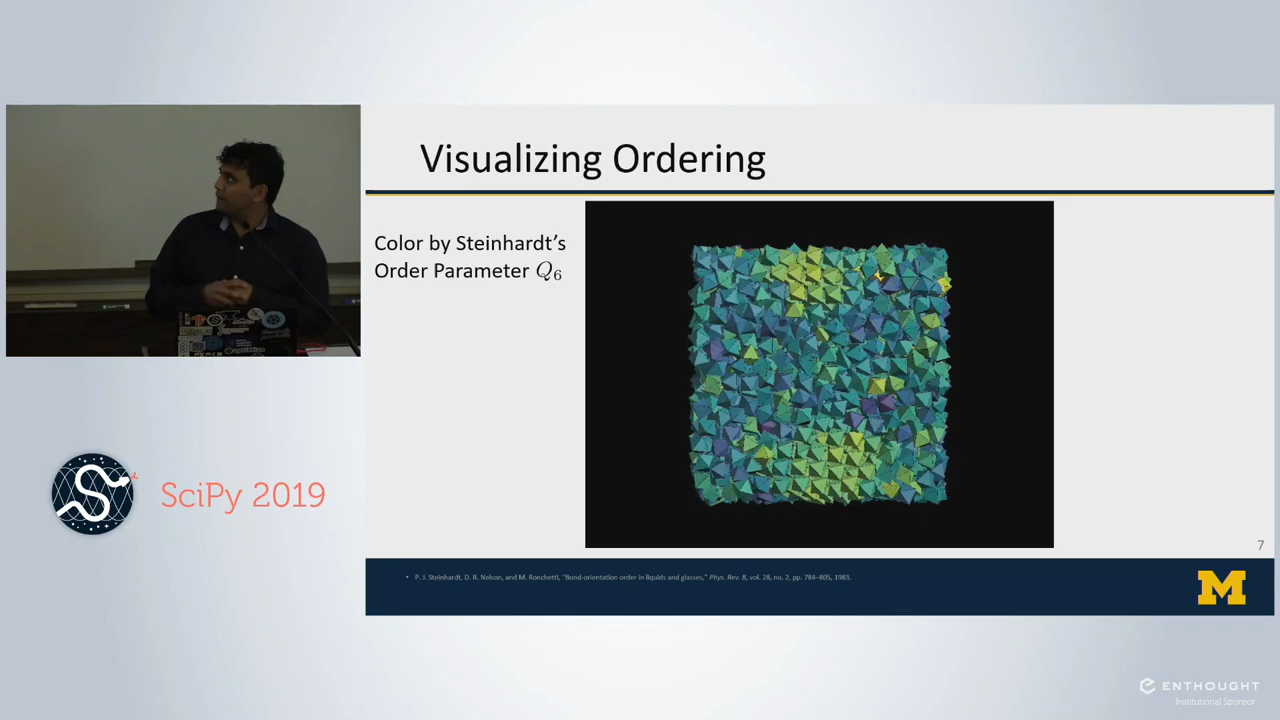 Visualizing Ordering
Color by Steinhardt's
Order Parameter Q₆
7
• P. J. Steinhardt, D. R. Nelson, and M. Ronchetti, "Bond-orientation order in liquids and glasses," Phys. Rev. B, vol. 28, no. 2, pp. 784–805, 1983.
M
SciPy 2019
ENTHOUGHT
Institutional Sponsor